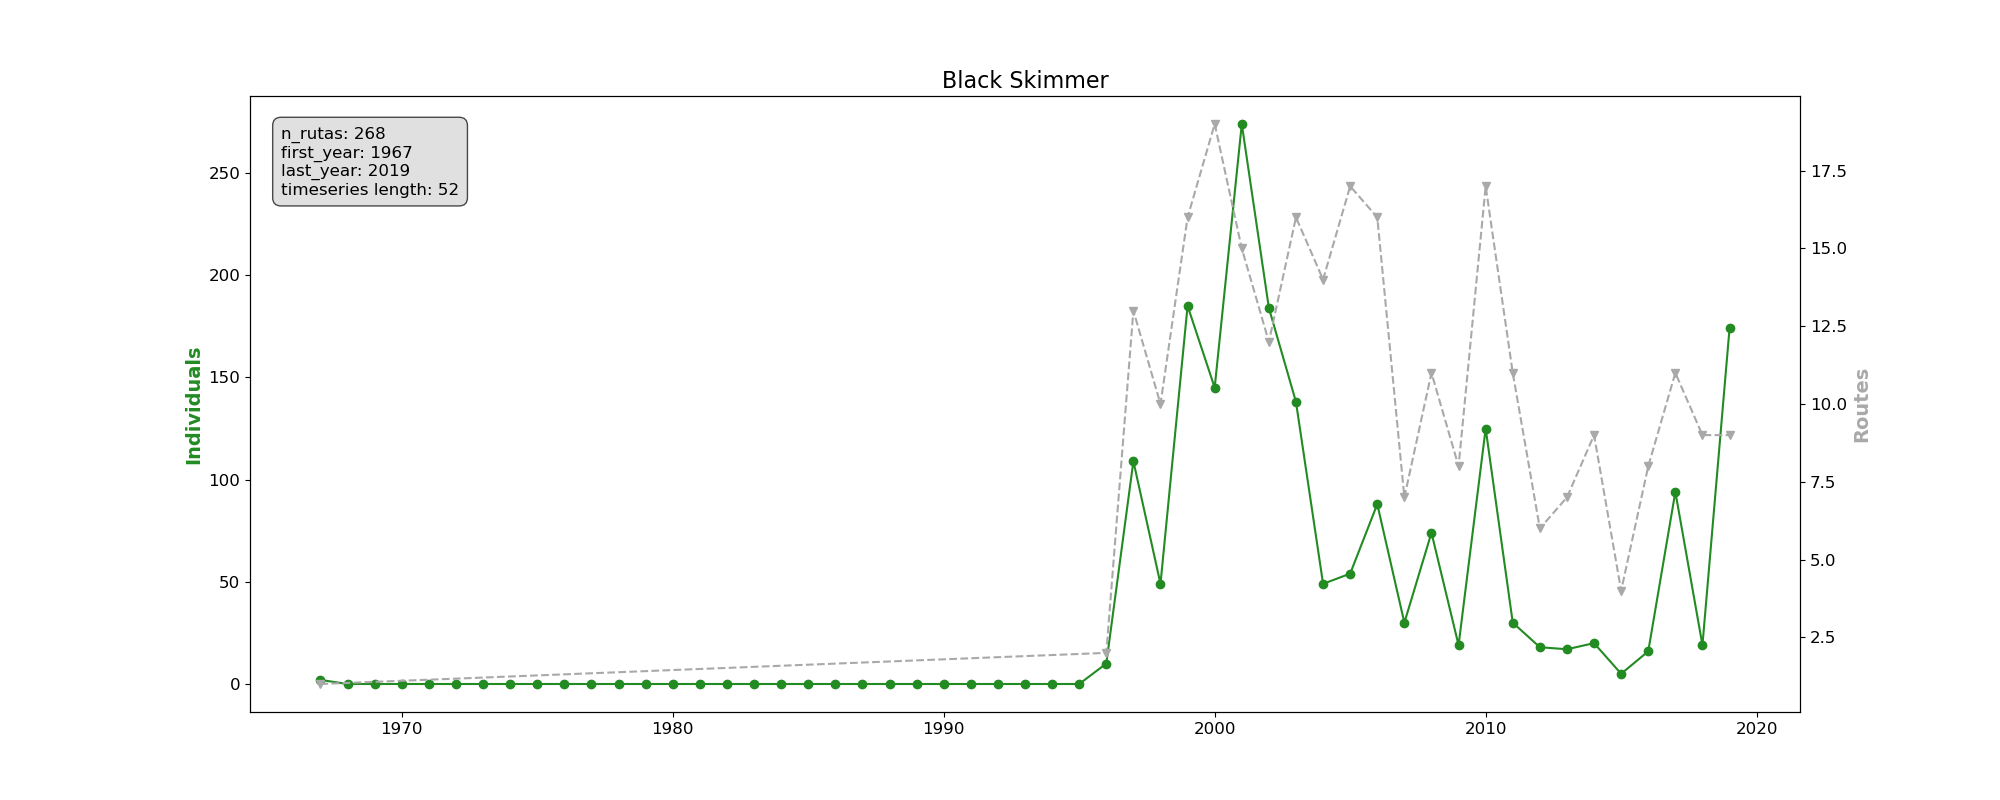 Black Skimmer
n_rutas: 268
first_year: 1967
last_year: 2019
timeseries length: 52
Individuals
250
200
150
100
50
0
17.5
15.0
12.5
10.0
7.5
5.0
2.5
Routes
1970 1980 1990 2000 2010 2020